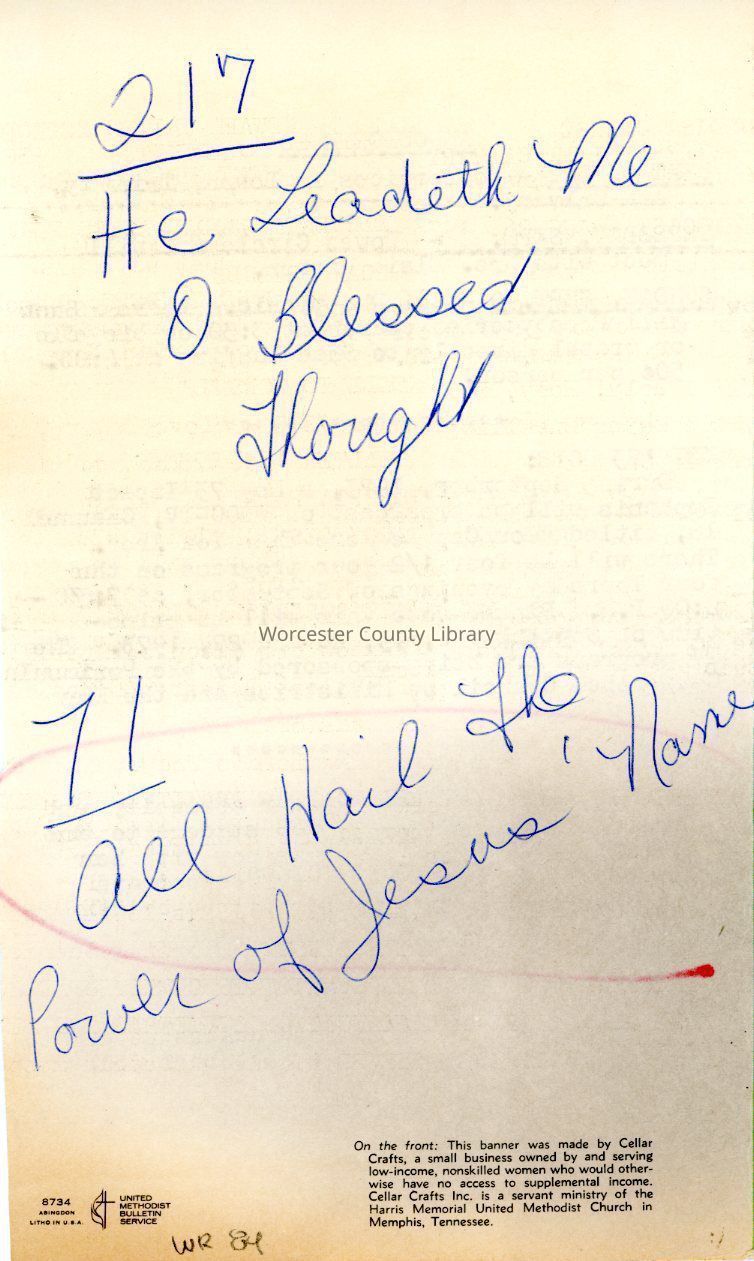 217
He Leadeth Me
O Blessed
Thought
Worcester County Library
71
All Hail The
Power of Jesus' Name
On the front: This banner was made by Cellar
Crafts, a small business owned by and serving
low-income, nonskilled women who would other-
wise have no access to supplemental income.
Cellar Crafts Inc. is a servant ministry of the
Harris Memorial United Methodist Church in
Memphis, Tennessee.
8734
ABINGDON
LITHO IN U.S.A.
UNITED
METHODIST
BULLETIN
SERVICE
WR 84